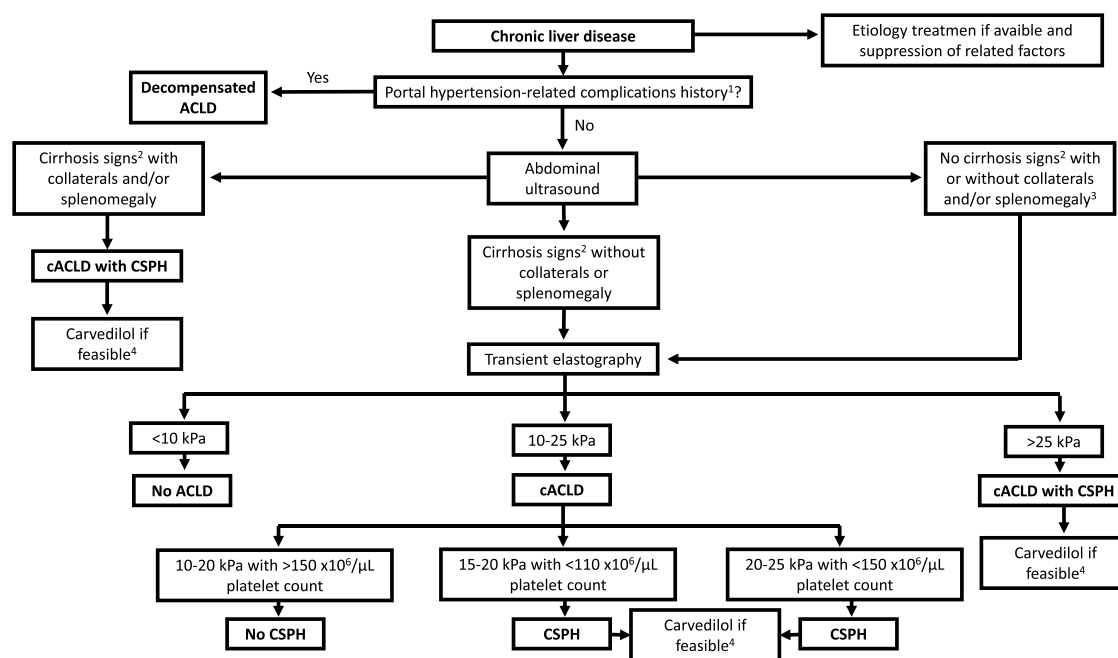 Chronic liver disease
Etiology treatmen if avaible and
suppression of related factors
Portal hypertension-related complications history¹?
Yes
Decompensated
ACLD
No
Abdominal
ultrasound
Cirrhosis signs² with
collaterals and/or
splenomegaly
No cirrhosis signs² with
or without collaterals
and/or splenomegaly³
cACLD with CSPH
Carvedilol if
feasible⁴
Cirrhosis signs² without
collaterals or
splenomegaly
Transient elastography
<10 kPa
10-25 kPa
>25 kPa
No ACLD
cACLD
cACLD with CSPH
Carvedilol if
feasible⁴
10-20 kPa with >150 x10⁶/µL
platelet count
15-20 kPa with <110 x10⁶/µL
platelet count
20-25 kPa with <150 x10⁶/µL
platelet count
No CSPH
CSPH
Carvedilol if
feasible⁴
CSPH